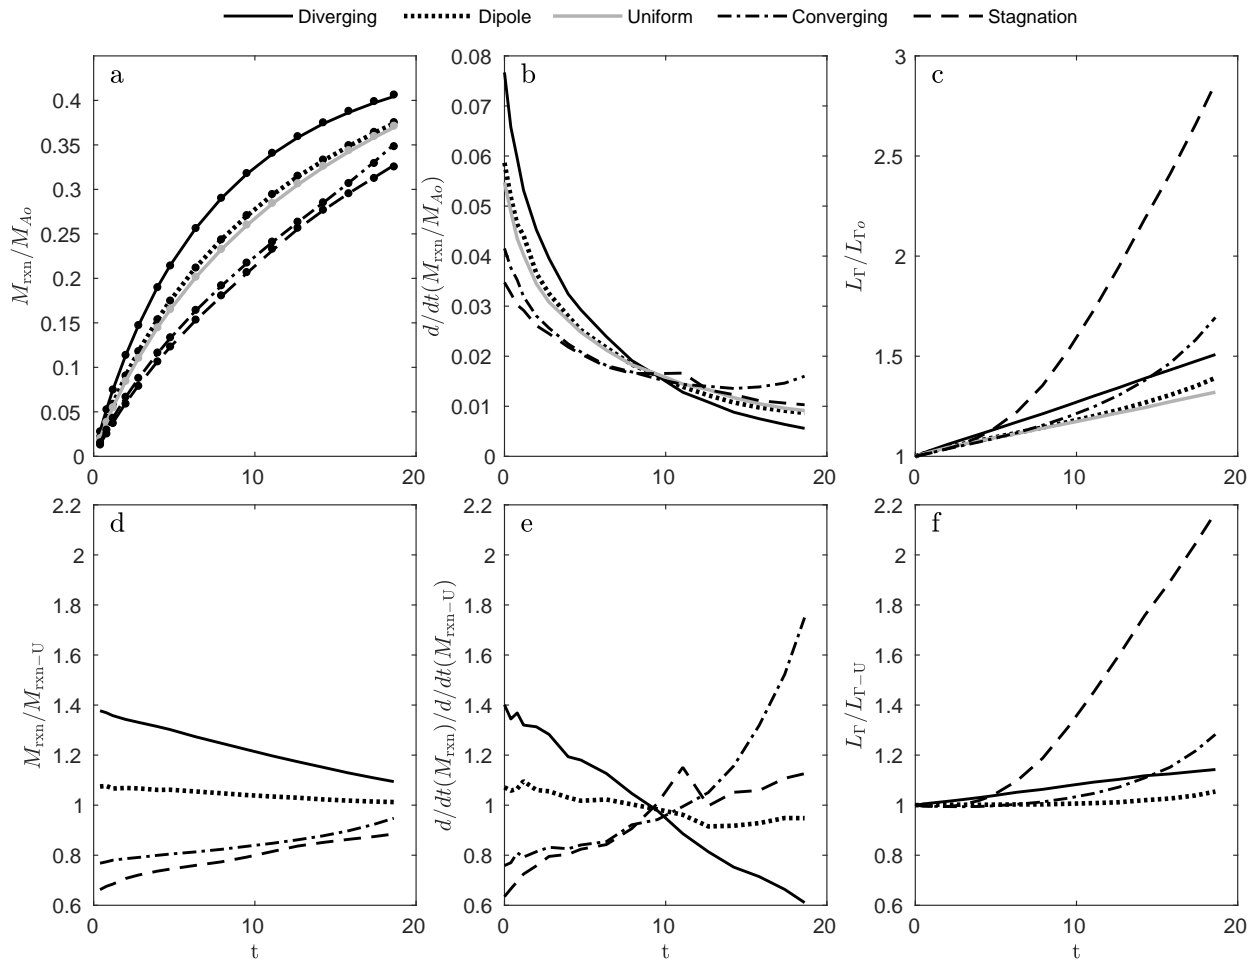 Diverging Dipole Uniform Converging Stagnation
a
M_rxn/M_Ao
0.4
0.35
0.3
0.25
0.2
0.15
0.1
0.05
0
0 10 20
b
d/dt(M_rxn/M_Ao)
0.08
0.07
0.06
0.05
0.04
0.03
0.02
0.01
0
0 10 20
c
L_Γ/L_Γo
3
2.5
2
1.5
1
0 10 20
d
M_rxn/M_rxn−U
2.2
2
1.8
1.6
1.4
1.2
1
0.8
0.6
0 10 20
t
e
d/dt(M_rxn)/d/dt(M_rxn−U)
2.2
2
1.8
1.6
1.4
1.2
1
0.8
0.6
0 10 20
t
f
L_Γ/L_Γ−U
2.2
2
1.8
1.6
1.4
1.2
1
0.8
0.6
0 10 20
t